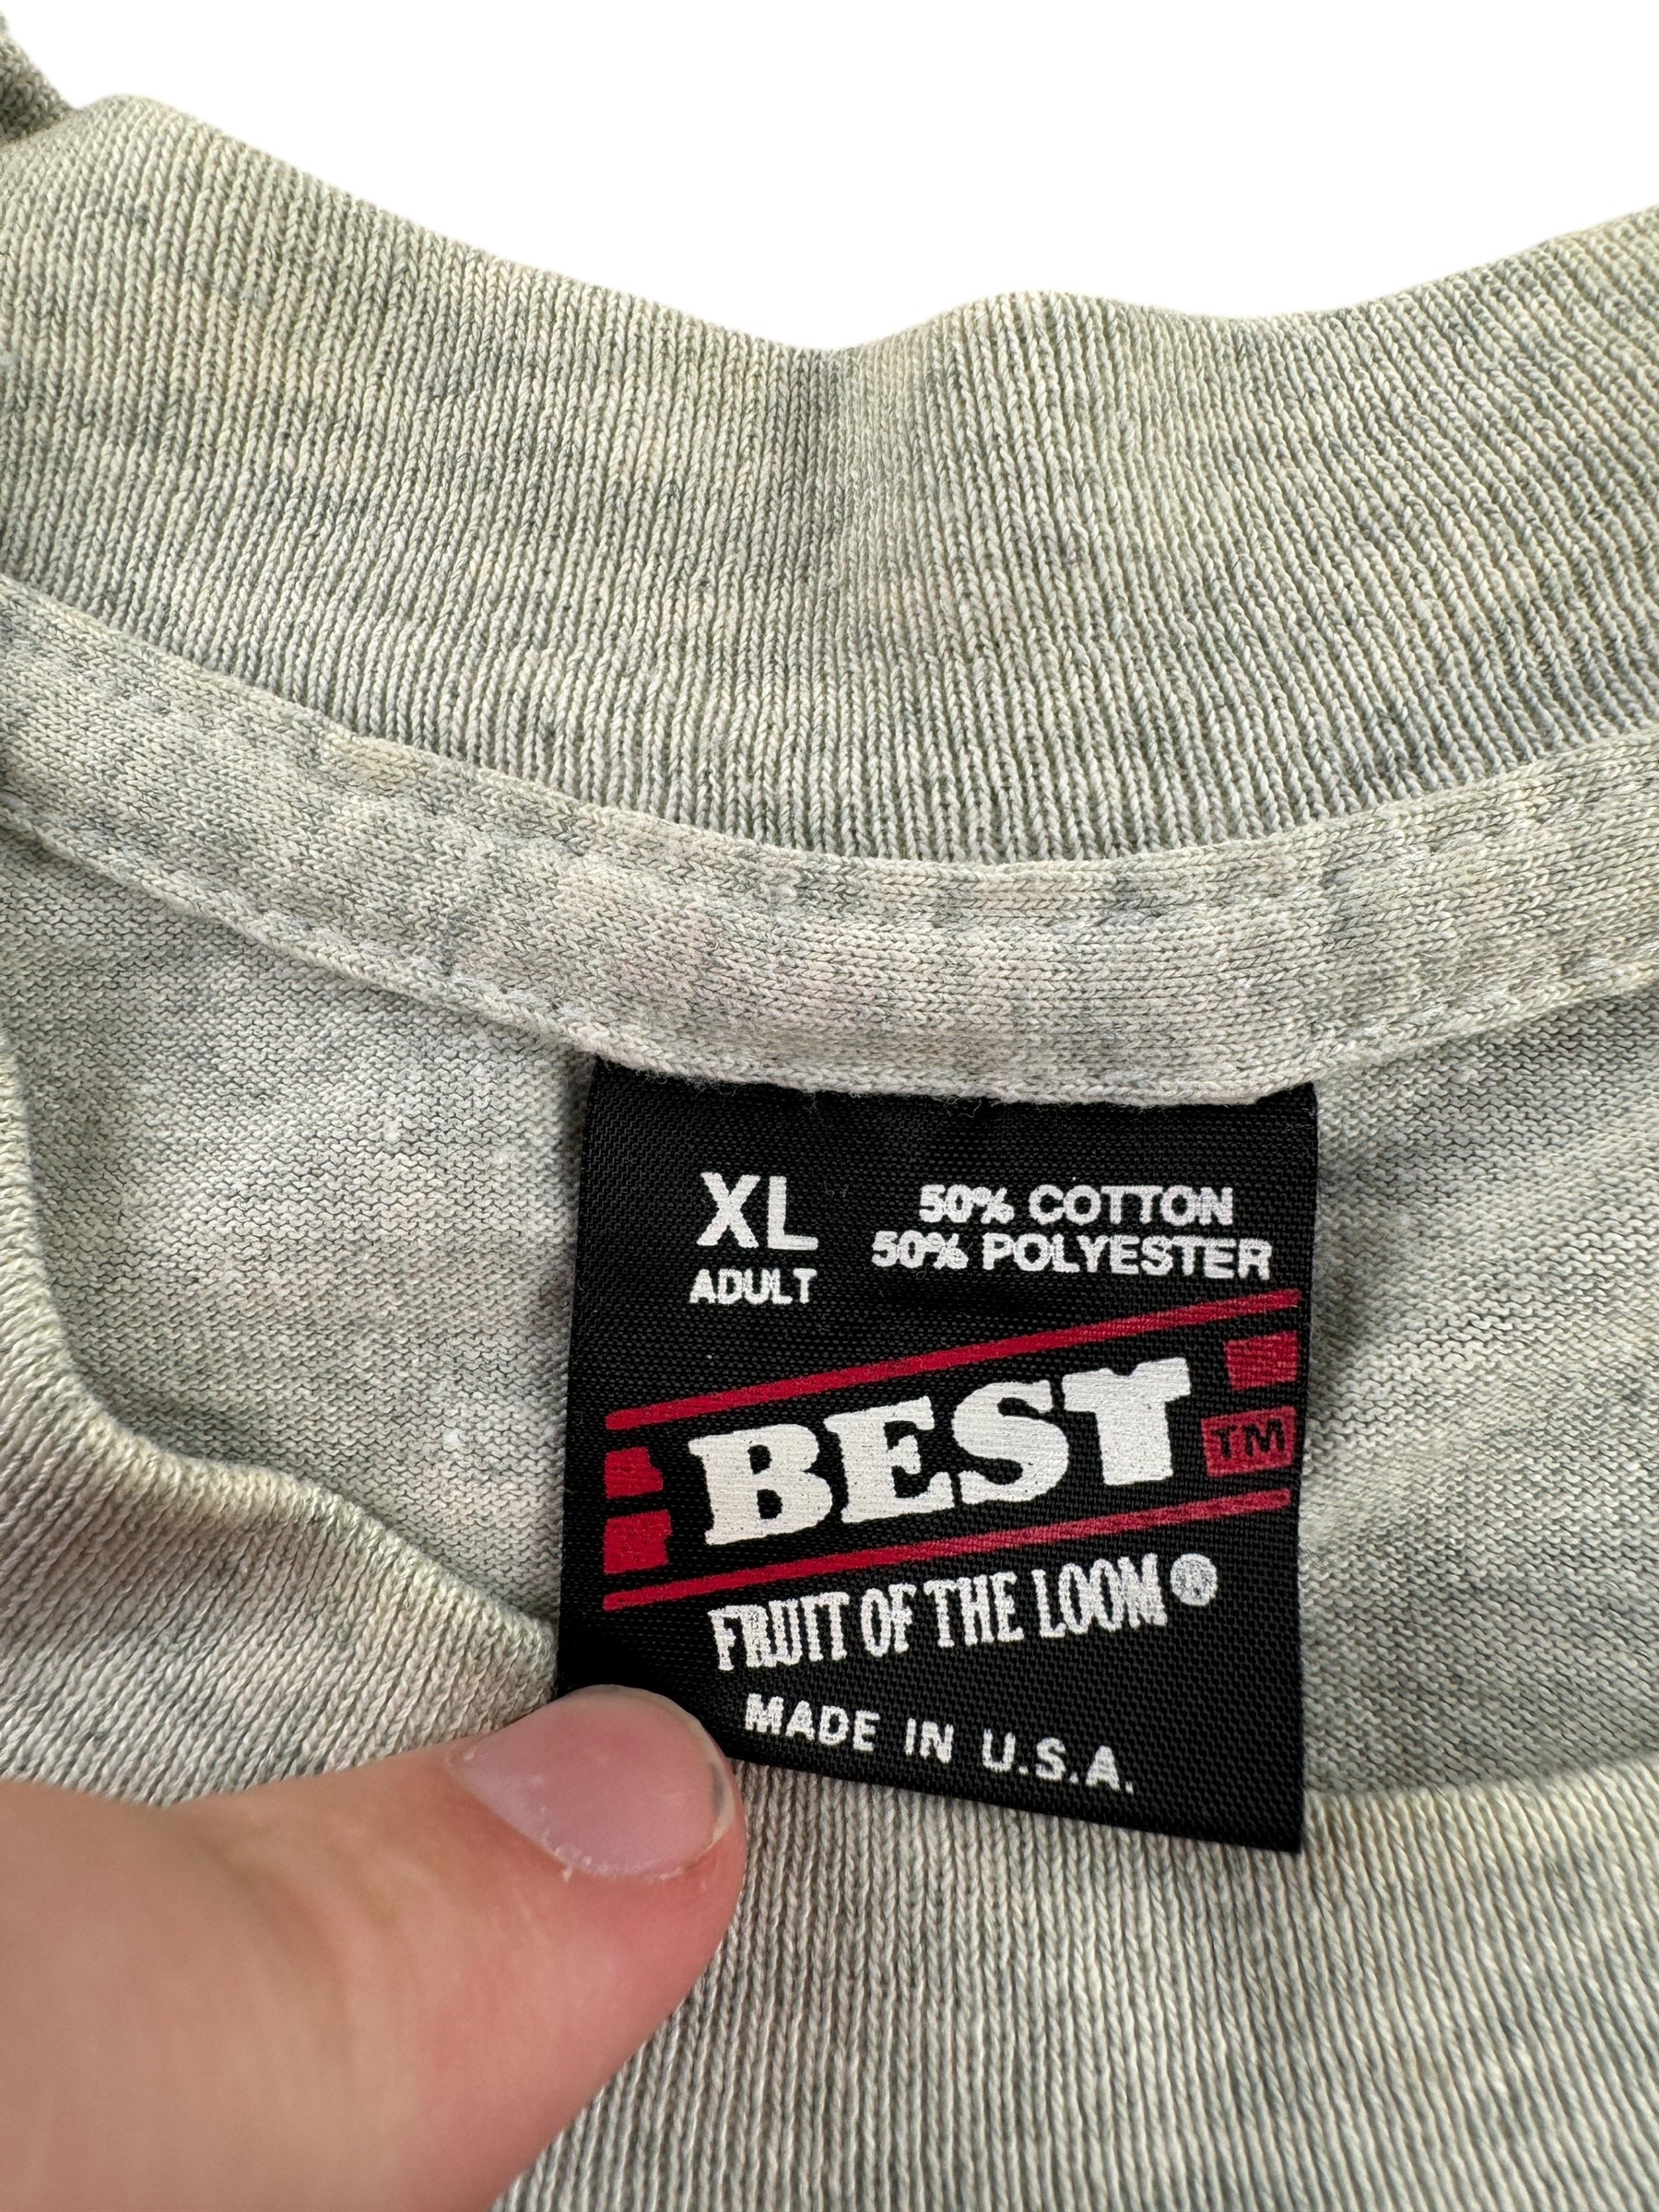 XL
ADULT
50% COTTON
50% POLYESTER
BEST TM
FRUIT OF THE LOOM®
MADE IN U.S.A.